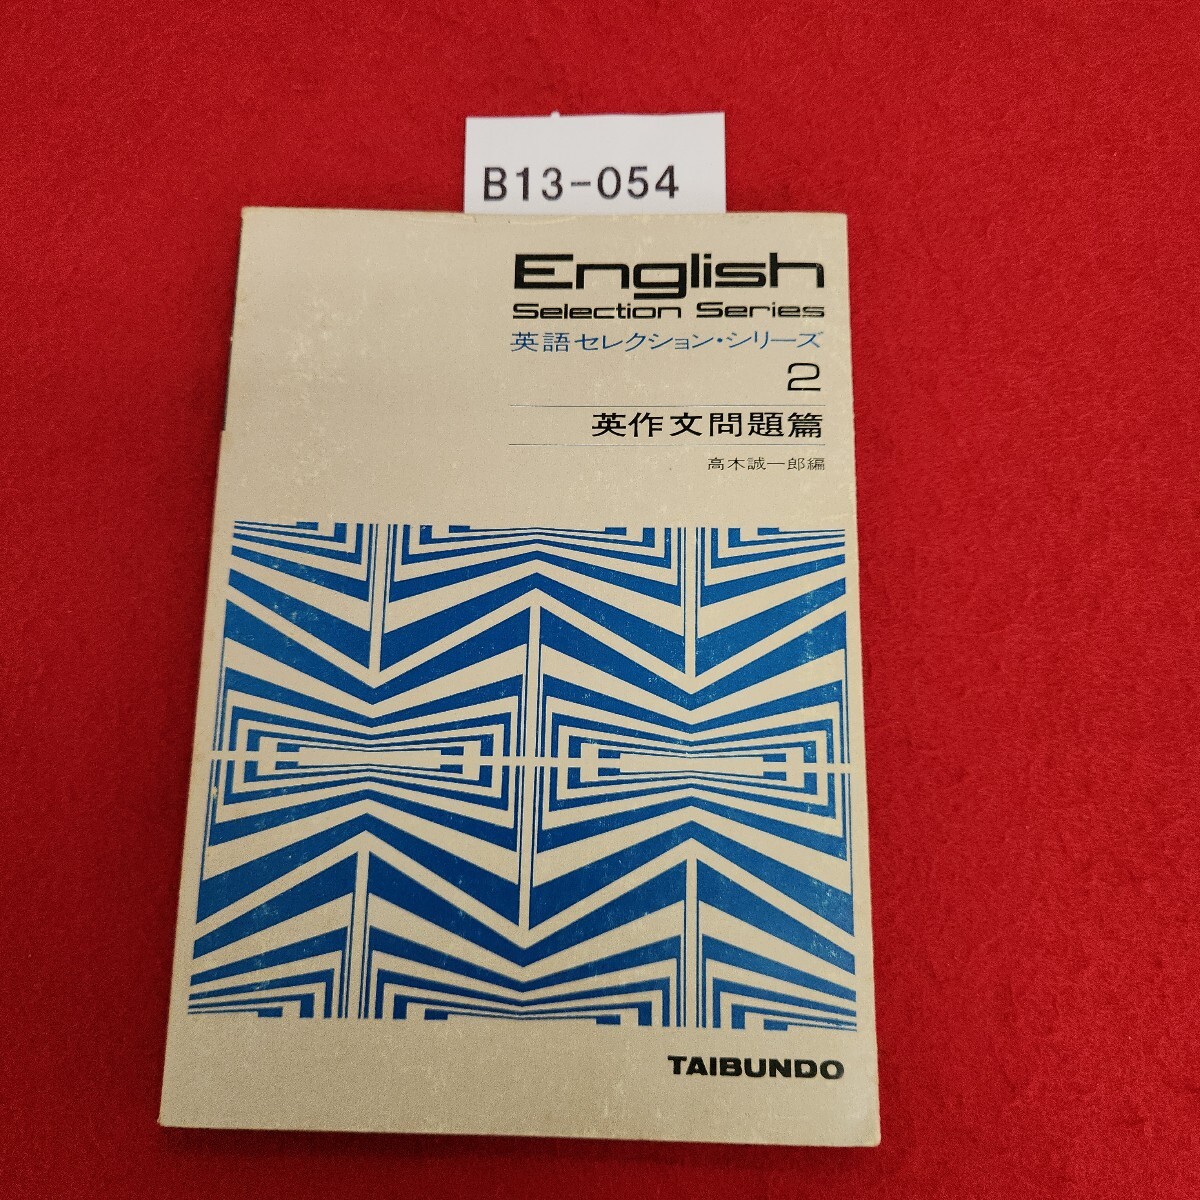 B13-054
English
Selection Series
英語セレクション・シリーズ
2
英作文問題篇
高木誠一郎編
TAIBUNDO